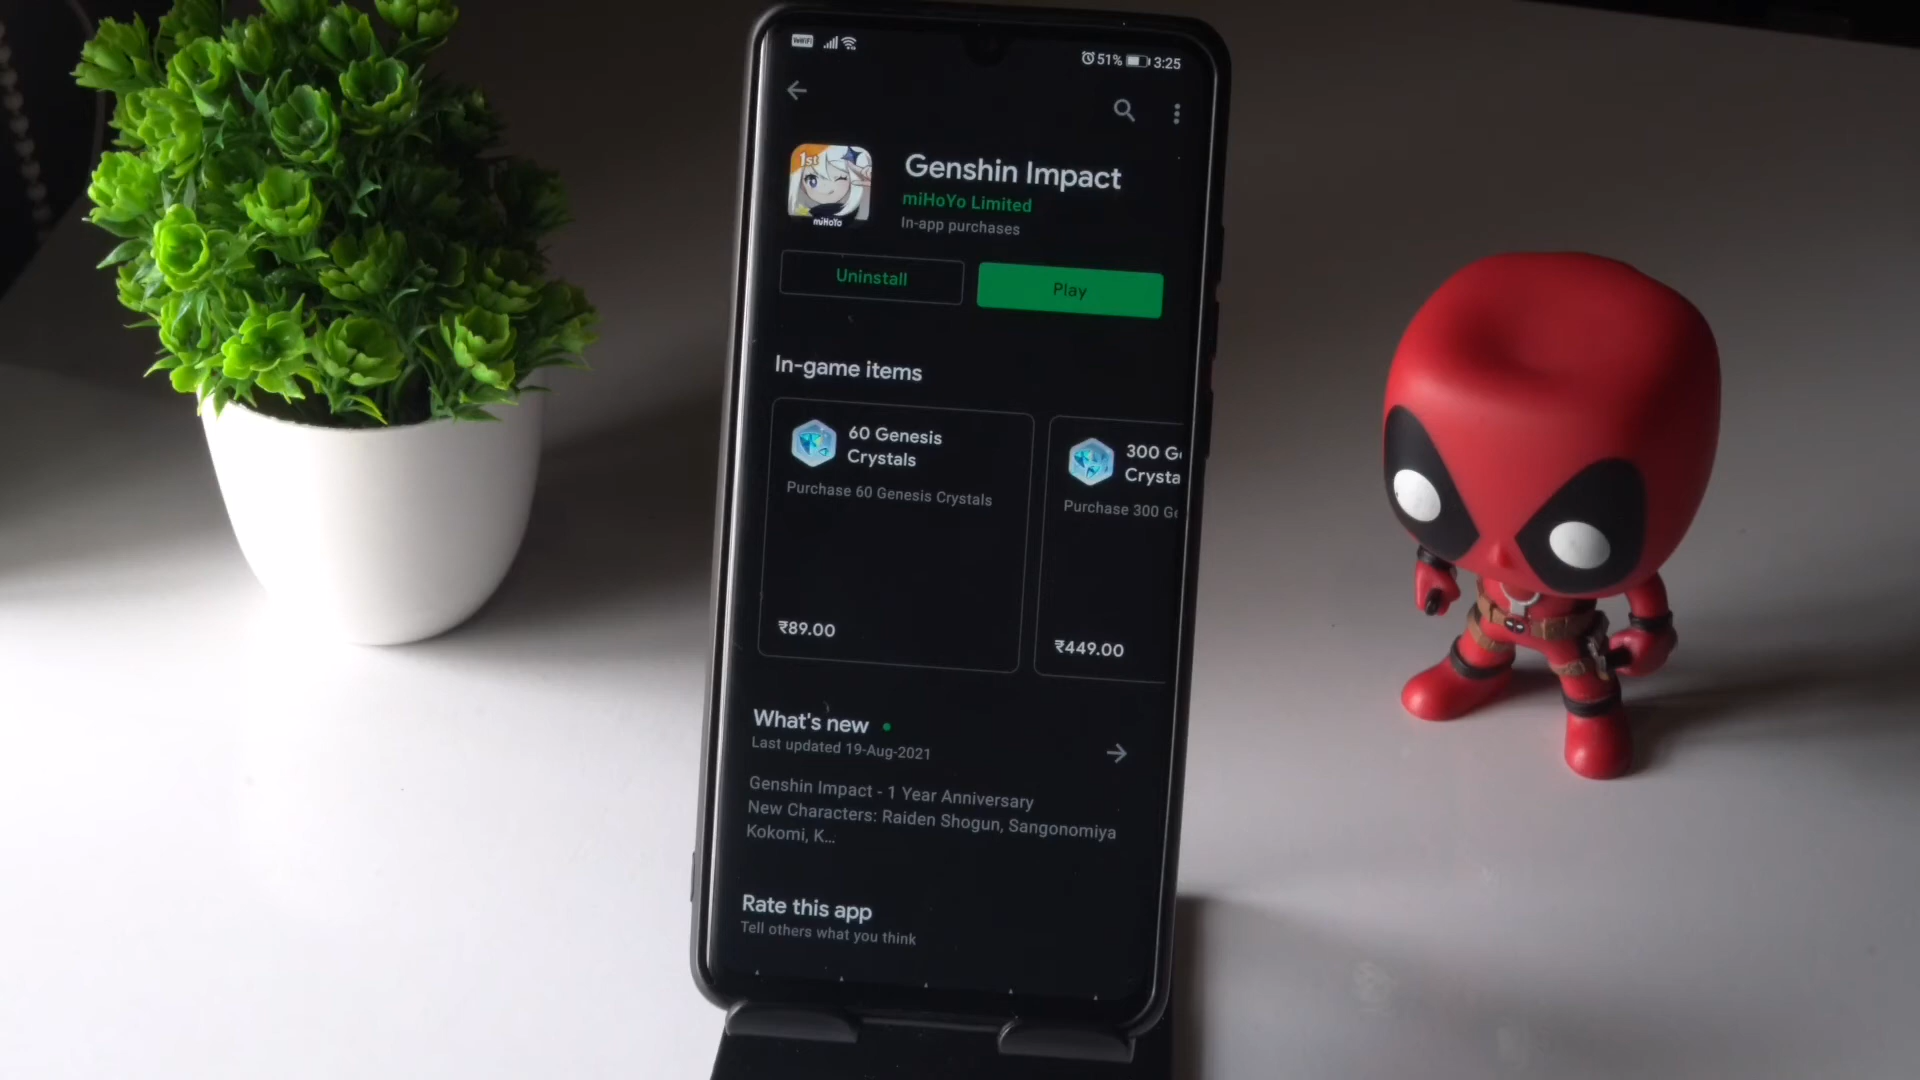 VoWiFi
51% 3:25
1st
miHoYo
Genshin Impact
miHoYo Limited
In-app purchases
Uninstall
Play
In-game items
60 Genesis
Crystals
Purchase 60 Genesis Crystals
₹89.00
300 Ge
Crysta
Purchase 300 Ge
₹449.00
What's new
Last updated 19-Aug-2021
Genshin Impact - 1 Year Anniversary
New Characters: Raiden Shogun, Sangonomiya
Kokomi, K...
Rate this app
Tell others what you think